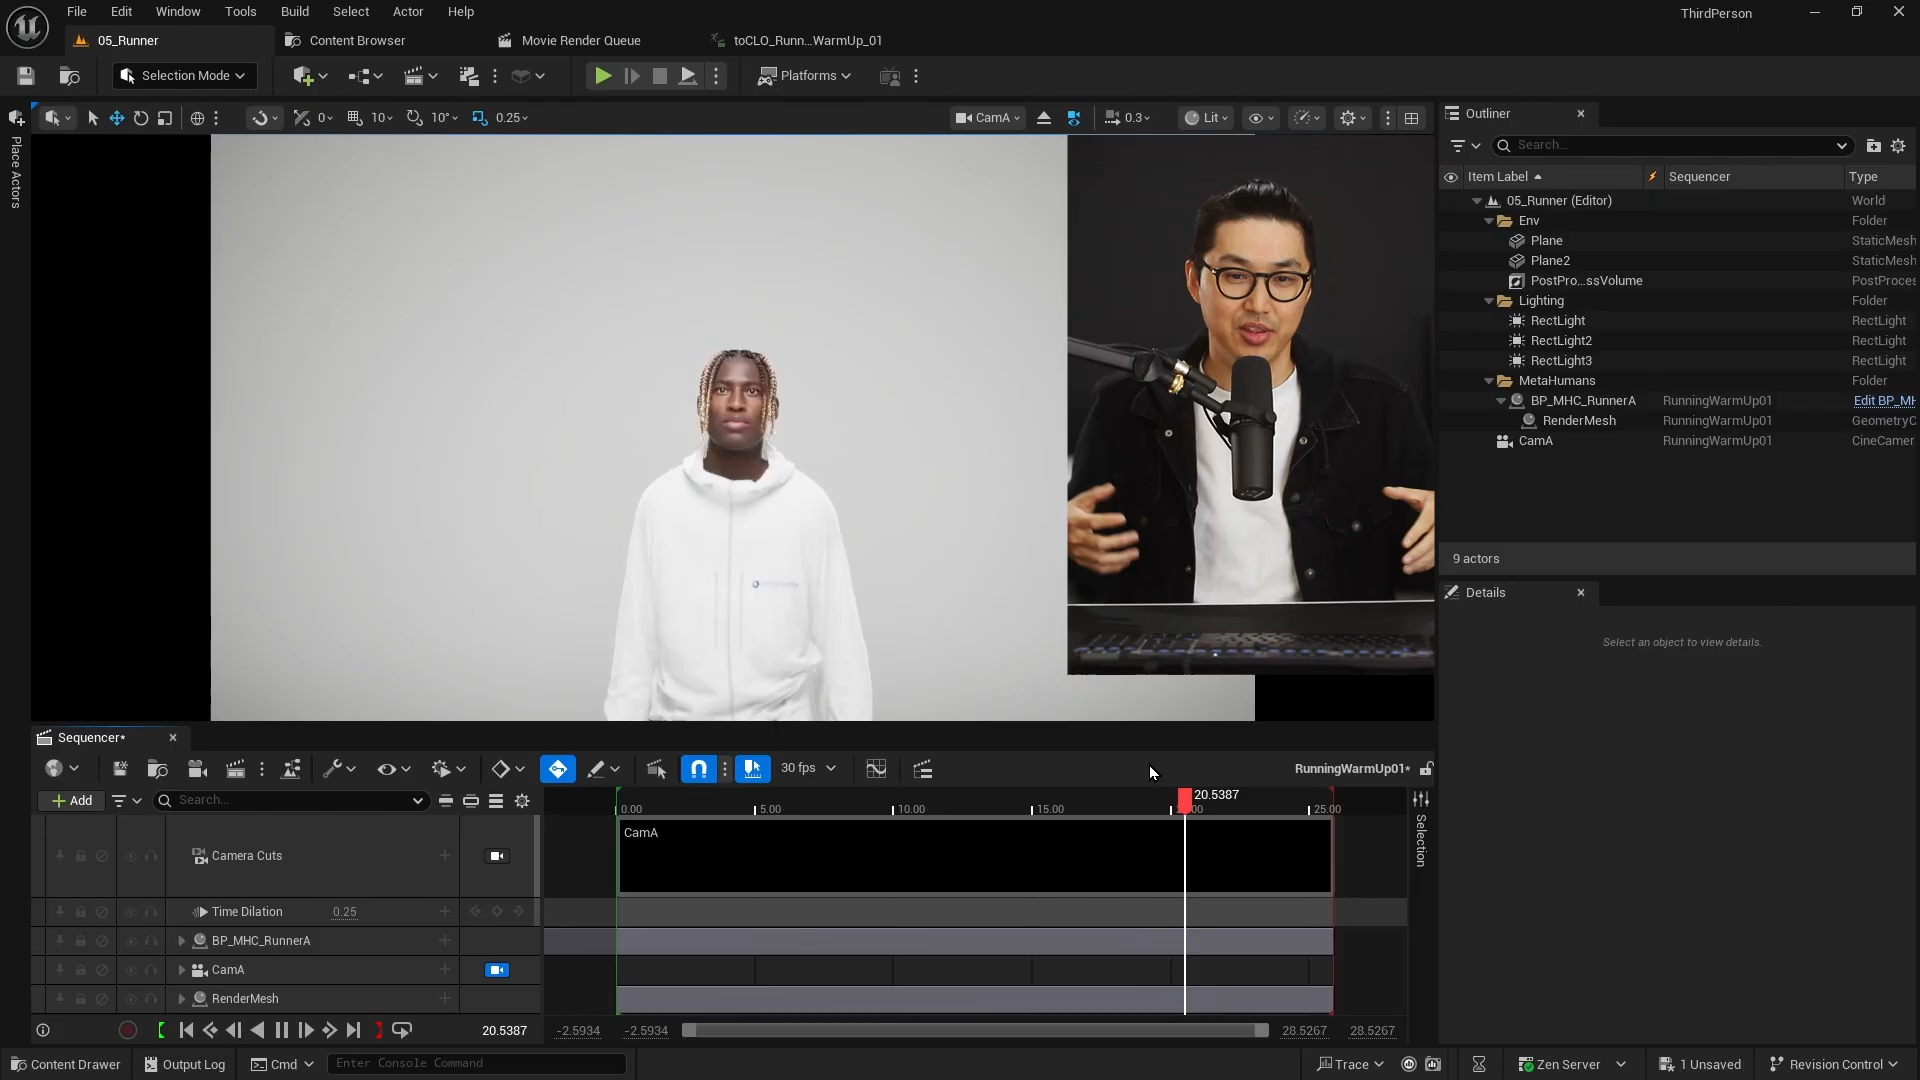 File Edit Window Tools Build Select Actor Help
ThirdPerson
05_Runner
Content Browser
Movie Render Queue
toCLO_Runn...WarmUp_01
Selection Mode
Platforms
0
10
10°
0.25
CamA
0.3
Lit
Place Actors
Outliner
Search...
Item Label
Sequencer
Type
05_Runner (Editor) World
Env Folder
Plane StaticMesh
Plane2 StaticMesh
PostPro...ssVolume PostProces
Lighting Folder
RectLight RectLight
RectLight2 RectLight
RectLight3 RectLight
MetaHumans Folder
BP_MHC_RunnerA RunningWarmUp01 Edit BP_MH
RenderMesh RunningWarmUp01 GeometryC
CamA RunningWarmUp01 CineCamer
9 actors
Details
Select an object to view details.
Sequencer*
30 fps
RunningWarmUp01*
Add
Search...
20.5387
0.00 5.00 10.00 15.00 25.00
CamA
Selection
Camera Cuts
Time Dilation 0.25
BP_MHC_RunnerA
CamA
RenderMesh
20.5387
-2.5934 -2.5934 28.5267 28.5267
Content Drawer
Output Log
Cmd
Enter Console Command
Trace
Zen Server
1 Unsaved
Revision Control